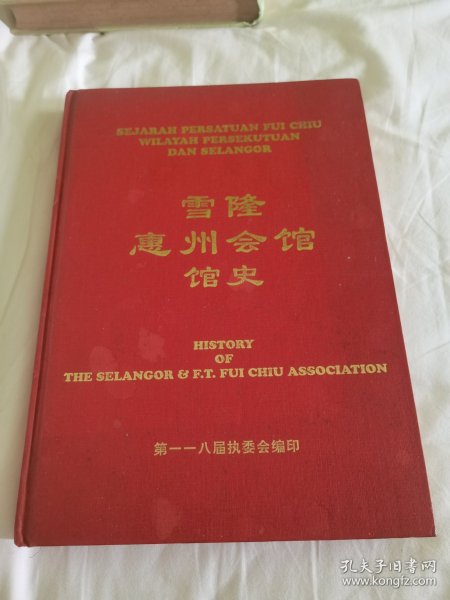 SEJARAH PERSATUAN FUI CHIU
WILAYAH PERSEKUTUAN
DAN SELANGOR
雪隆
惠州会馆
馆史
HISTORY
OF
THE SELANGOR & F.T. FUI CHIU ASSOCIATION
第一一八届执委会编印
孔夫子旧书网
www.kongfz.com